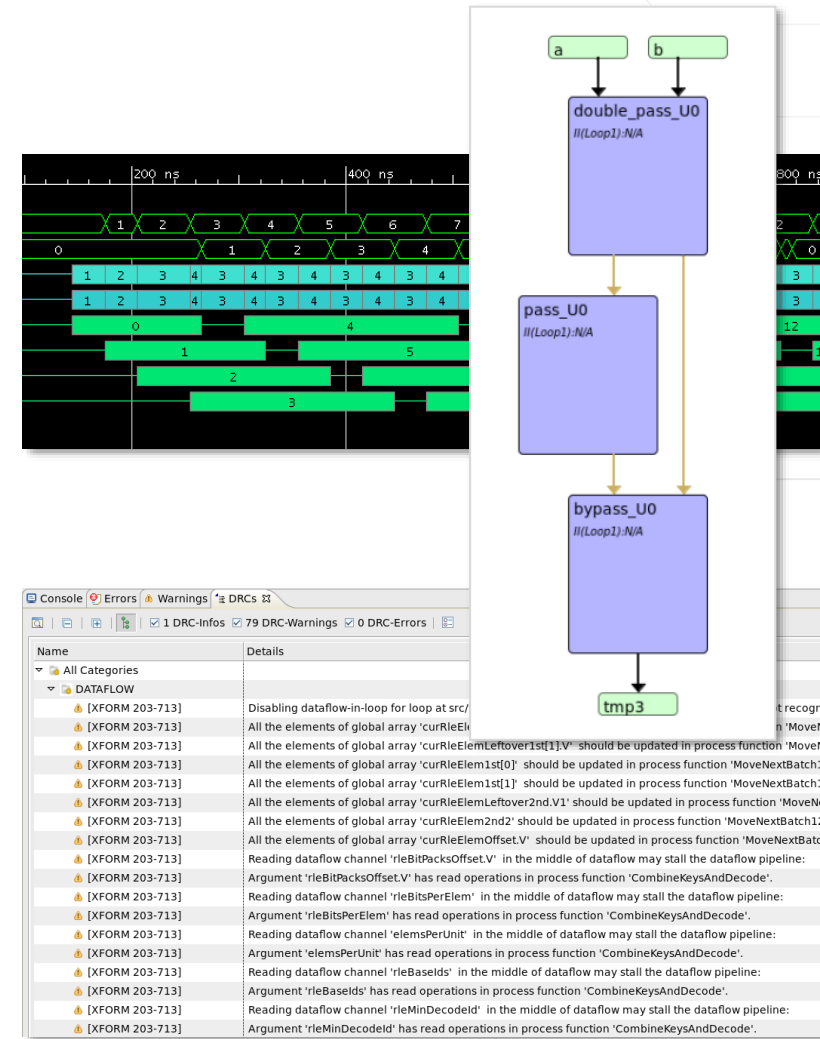 a b
double_pass_U0
II(Loop1):N/A
200 ns 400 ns 800 ns
1 2 3 4 5 6 7 2
0 1 2 3 4 0
1 2 3 4 3 4 3 4 3 4 3 4 3
1 2 3 4 3 4 3 4 3 4 3 4 3
0 4 12
1 5 1
2
3
pass_U0
II(Loop1):N/A
bypass_U0
II(Loop1):N/A
tmp3
Console Errors Warnings DRCs
1 DRC-Infos 79 DRC-Warnings 0 DRC-Errors
Name Details
All Categories
DATAFLOW
[XFORM 203-713] Disabling dataflow-in-loop for loop at src/ t recogn
[XFORM 203-713] All the elements of global array 'curRleEle n 'MoveN
[XFORM 203-713] All the elements of global array 'curRleElemLeftover1st[1].V' should be updated in process function 'MoveN
[XFORM 203-713] All the elements of global array 'curRleElem1st[0]' should be updated in process function 'MoveNextBatch1
[XFORM 203-713] All the elements of global array 'curRleElem1st[1]' should be updated in process function 'MoveNextBatch1
[XFORM 203-713] All the elements of global array 'curRleElemLeftover2nd.V1' should be updated in process function 'MoveN
[XFORM 203-713] All the elements of global array 'curRleElem2nd2' should be updated in process function 'MoveNextBatch12
[XFORM 203-713] All the elements of global array 'curRleElemOffset.V' should be updated in process function 'MoveNextBatc
[XFORM 203-713] Reading dataflow channel 'rleBitPacksOffset.V' in the middle of dataflow may stall the dataflow pipeline:
[XFORM 203-713] Argument 'rleBitPacksOffset.V' has read operations in process function 'CombineKeysAndDecode'.
[XFORM 203-713] Reading dataflow channel 'rleBitsPerElem' in the middle of dataflow may stall the dataflow pipeline:
[XFORM 203-713] Argument 'rleBitsPerElem' has read operations in process function 'CombineKeysAndDecode'.
[XFORM 203-713] Reading dataflow channel 'elemsPerUnit' in the middle of dataflow may stall the dataflow pipeline:
[XFORM 203-713] Argument 'elemsPerUnit' has read operations in process function 'CombineKeysAndDecode'.
[XFORM 203-713] Reading dataflow channel 'rleBaseIds' in the middle of dataflow may stall the dataflow pipeline:
[XFORM 203-713] Argument 'rleBaseIds' has read operations in process function 'CombineKeysAndDecode'.
[XFORM 203-713] Reading dataflow channel 'rleMinDecodeId' in the middle of dataflow may stall the dataflow pipeline:
[XFORM 203-713] Argument 'rleMinDecodeId' has read operations in process function 'CombineKeysAndDecode'.